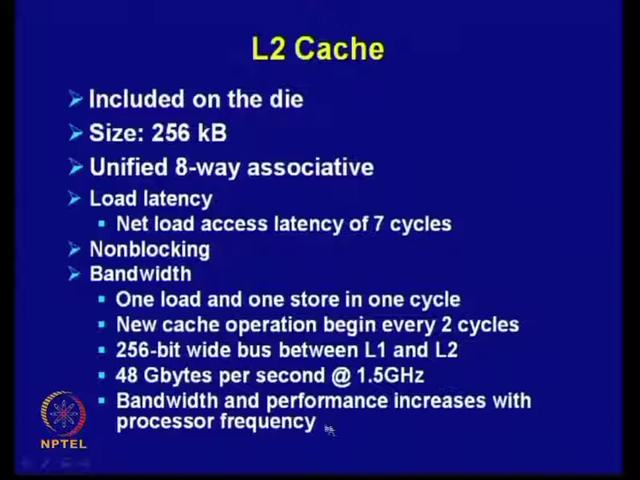 L2 Cache
Included on the die
Size: 256 kB
Unified 8-way associative
Load latency
Net load access latency of 7 cycles
Nonblocking
Bandwidth
One load and one store in one cycle
New cache operation begin every 2 cycles
256-bit wide bus between L1 and L2
48 Gbytes per second @ 1.5GHz
Bandwidth and performance increases with
processor frequency
NPTEL